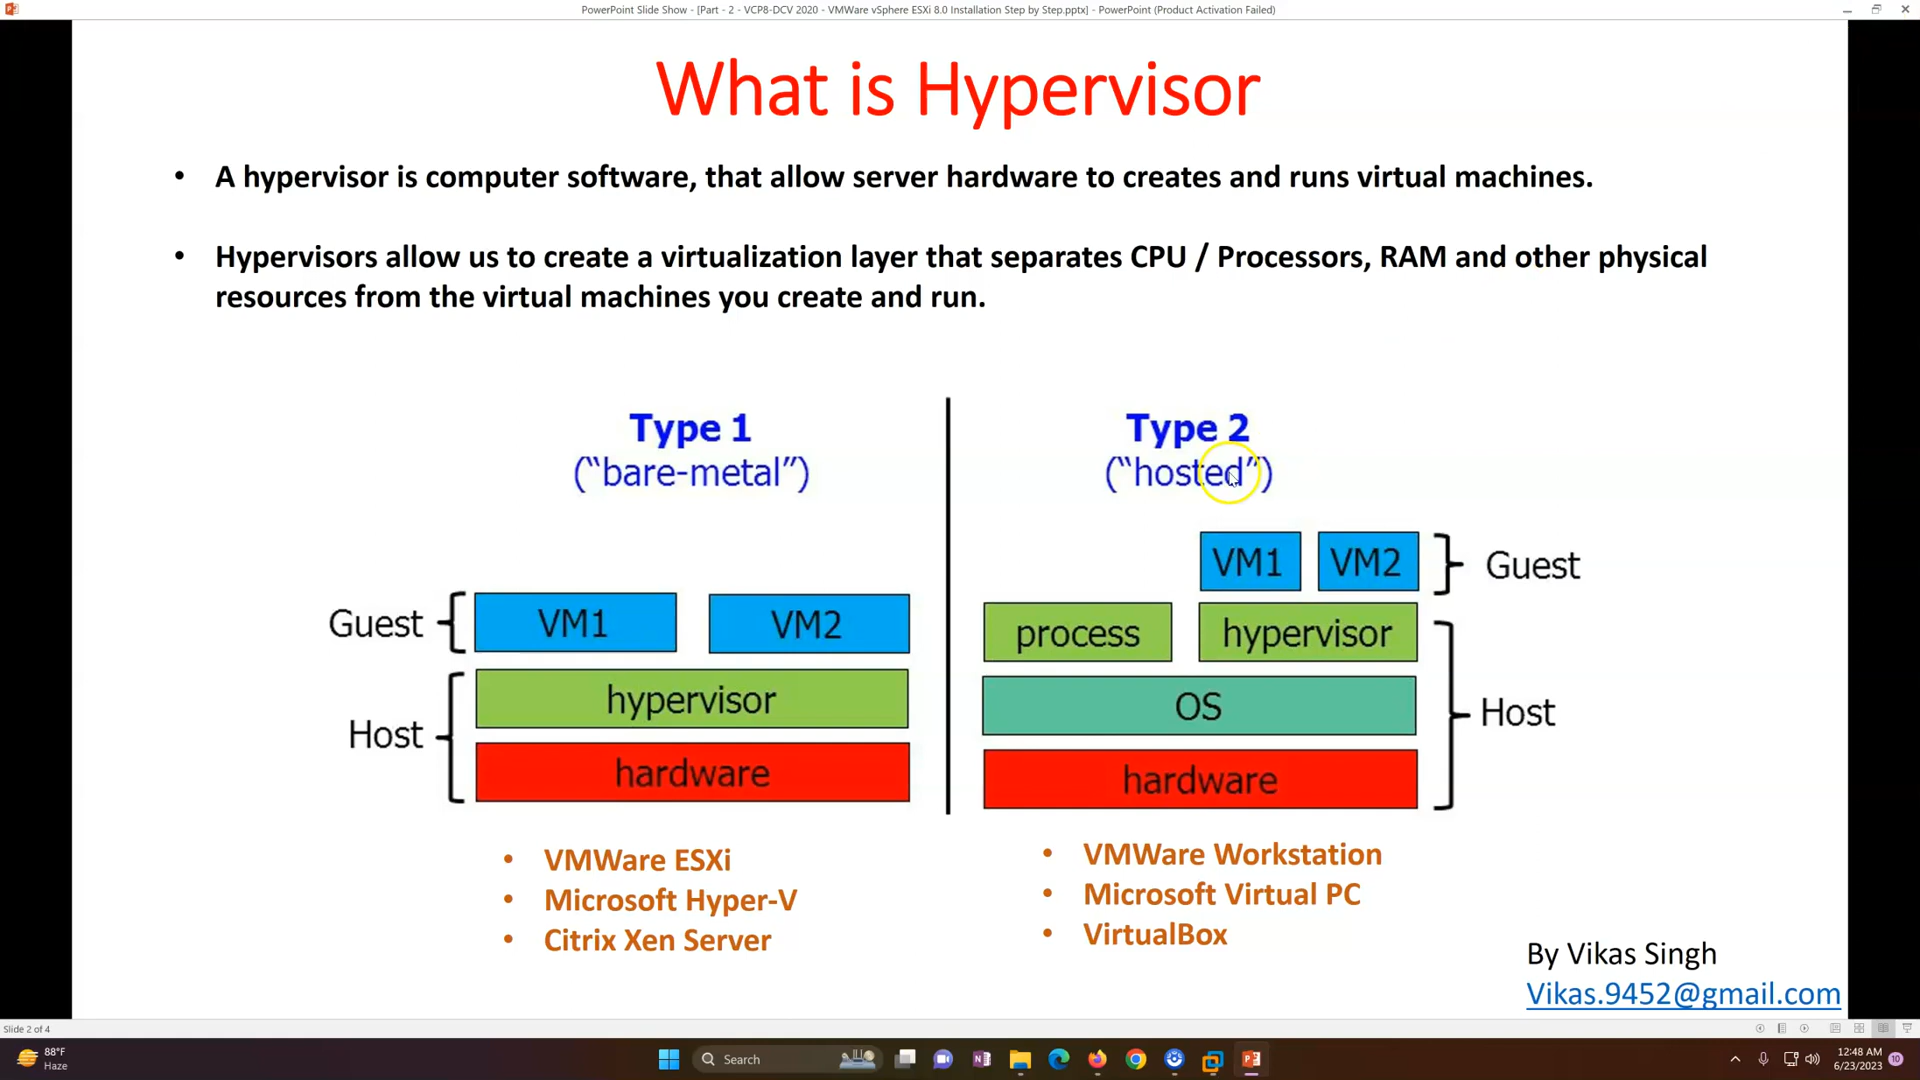 PowerPoint Slide Show - [Part - 2 - VCP8-DCV 2020 - VMWare vSphere ESXi 8.0 Installation Step by Step.pptx] - PowerPoint (Product Activation Failed)
What is Hypervisor
• A hypervisor is computer software, that allow server hardware to creates and runs virtual machines.
• Hypervisors allow us to create a virtualization layer that separates CPU / Processors, RAM and other physical
resources from the virtual machines you create and run.
Type 1
("bare-metal")
Guest
VM1
VM2
Host
hypervisor
hardware
• VMWare ESXi
• Microsoft Hyper-V
• Citrix Xen Server
Type 2
("hosted")
VM1
VM2
Guest
process
hypervisor
OS
Host
hardware
• VMWare Workstation
• Microsoft Virtual PC
• VirtualBox
By Vikas Singh
Vikas.9452@gmail.com
Slide 2 of 4
88°F
Haze
Search
12:48 AM
6/23/2023
10